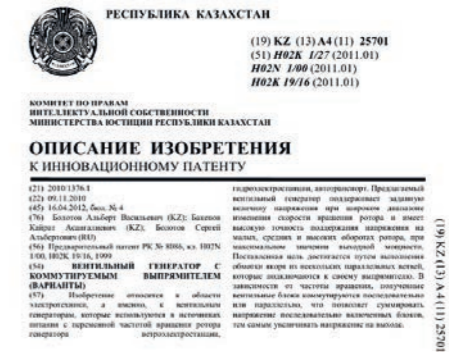 РЕСПУБЛИКА КАЗАХСТАН
(19) KZ (13) A4 (11) 25701
(51) H02K 1/27 (2011.01)
H02N 1/00 (2011.01)
H02K 19/16 (2011.01)
КОМИТЕТ ПО ПРАВАМ
ИНТЕЛЛЕКТУАЛЬНОЙ СОБСТВЕННОСТИ
МИНИСТЕРСТВА ЮСТИЦИИ РЕСПУБЛИКИ КАЗАХСТАН
ОПИСАНИЕ ИЗОБРЕТЕНИЯ
К ИННОВАЦИОННОМУ ПАТЕНТУ
(21) 2010/1376.1
(22) 09.11.2010
(45) 16.04.2012, бюл. № 4
(76) Болотов Альберт Васильевич (KZ); Бакенов
Кайрат Асангалиевич (KZ); Болотов Сергей
Альбертович (RU)
(56) Предварительный патент РК № 8086, кл. H02N
1/00, H02K 19/16, 1999
(54) ВЕНТИЛЬНЫЙ ГЕНЕРАТОР С
КОММУТИРУЕМЫМ ВЫПРЯМИТЕЛЕМ
(ВАРИАНТЫ)
(57) Изобретение относится к области
электротехники, а именно, к вентильным
генераторам, которые используются в источниках
питания с переменной частотой вращения ротора
генератора ветроэлектростанции,
гидроэлектростанции, автотранспорт. Предлагаемый
вентильный генератор поддерживает заданную
величину напряжения при широком диапазоне
изменения скорости вращения ротора и имеет
высокую точность поддержания напряжения на
малых, средних и высоких оборотах ротора, при
максимальном значении выходной мощности.
Поставленная цель достигается путем выполнения
обмотки якоря из нескольких параллельных ветвей,
которые подключаются к своему выпрямителю. В
зависимости от частоты вращения, полученные
вентильные блоки коммутируются последовательно
или параллельно, что позволяет суммировать
напряжение последовательно включенных блоков,
тем самым увеличивать напряжение на выходе.
(19) KZ (13) A4 (11) 25701